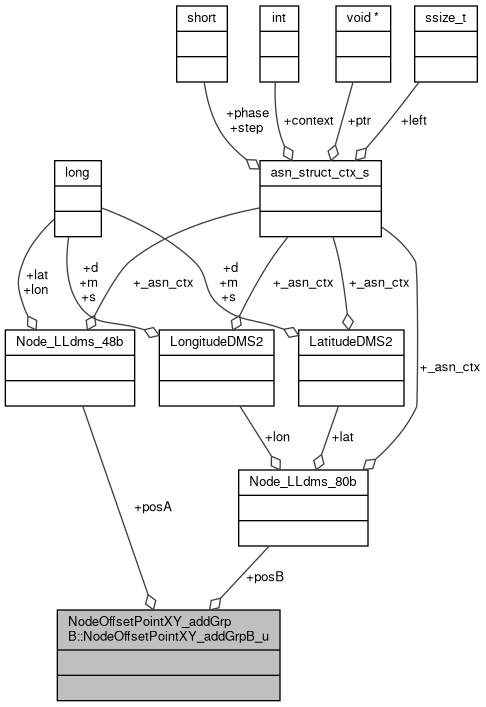 short
int
void *
ssize_t
+phase
+step
+context
+ptr
+left
long
asn_struct_ctx_s
+lat
+lon
+d
+m
+s
+_asn_ctx
+d
+m
+s
+_asn_ctx
+_asn_ctx
Node_LLdms_48b
LongitudeDMS2
LatitudeDMS2
+_asn_ctx
+lon
+lat
Node_LLdms_80b
+posA
+posB
NodeOffsetPointXY_addGrp
B::NodeOffsetPointXY_addGrpB_u